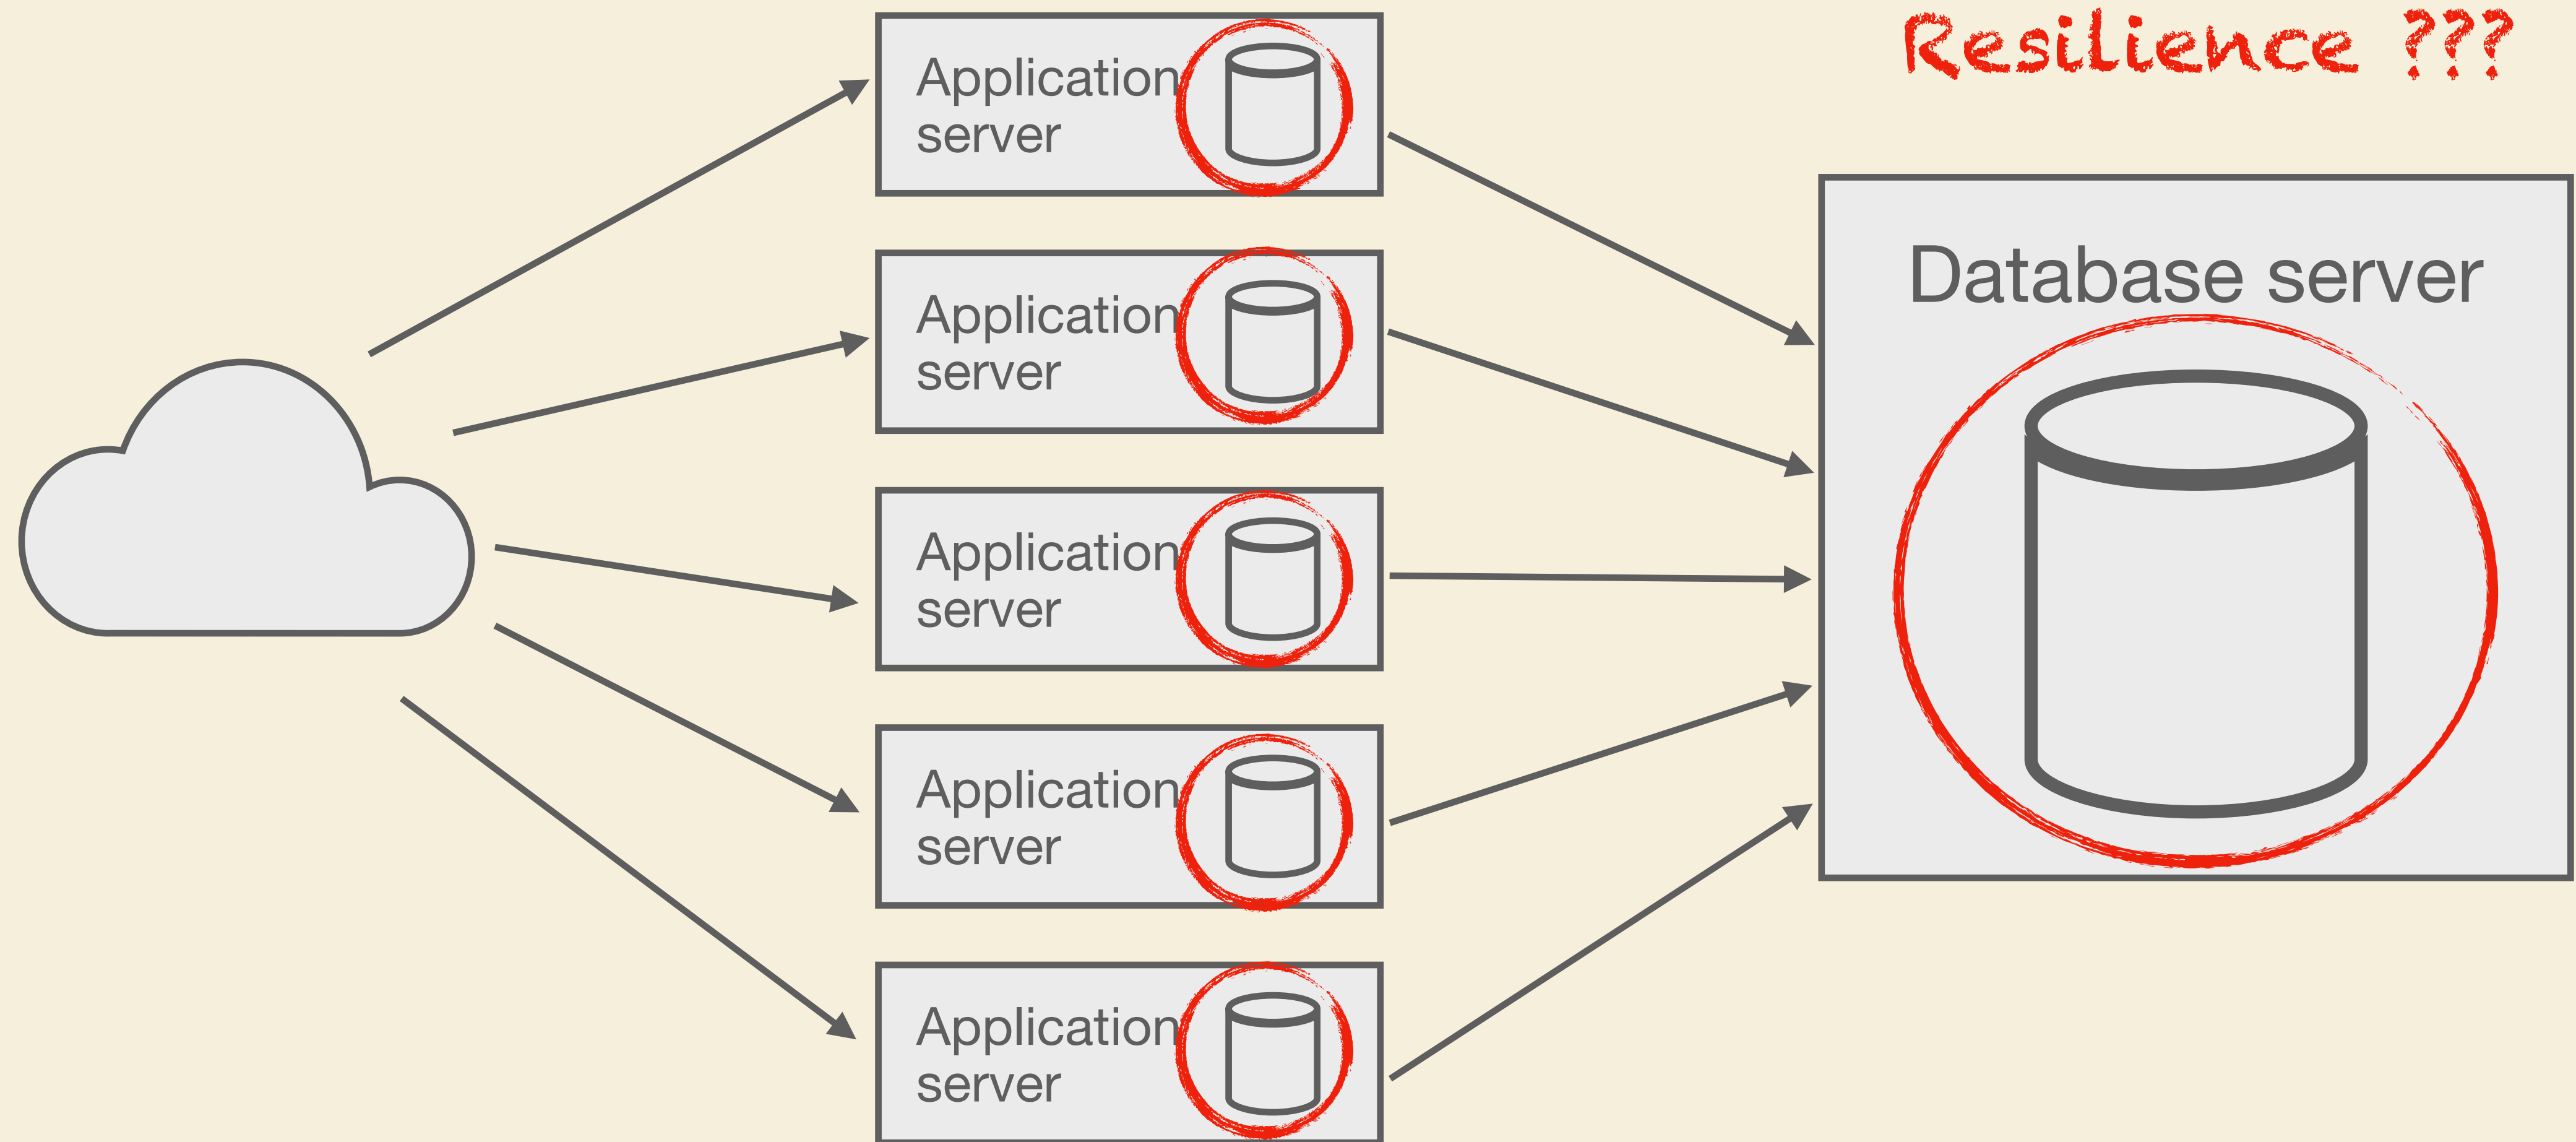 Resilience ???
Application
server
Application
server
Application
server
Application
server
Application
server
Database server